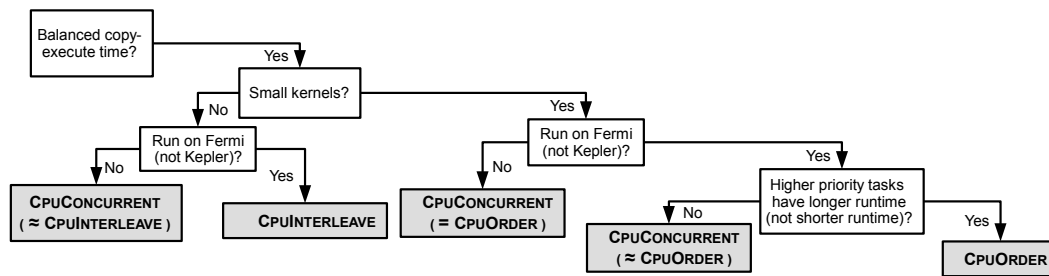 Balanced copy-
execute time?
Yes
Small kernels?
No
Yes
Run on Fermi
(not Kepler)?
Run on Fermi
(not Kepler)?
No
Yes
No
Yes
CPUCONCURRENT
( ≈ CPUINTERLEAVE )
CPUINTERLEAVE
CPUCONCURRENT
( = CPUORDER )
Higher priority tasks
have longer runtime
(not shorter runtime)?
No
Yes
CPUCONCURRENT
( ≈ CPUORDER )
CPUORDER